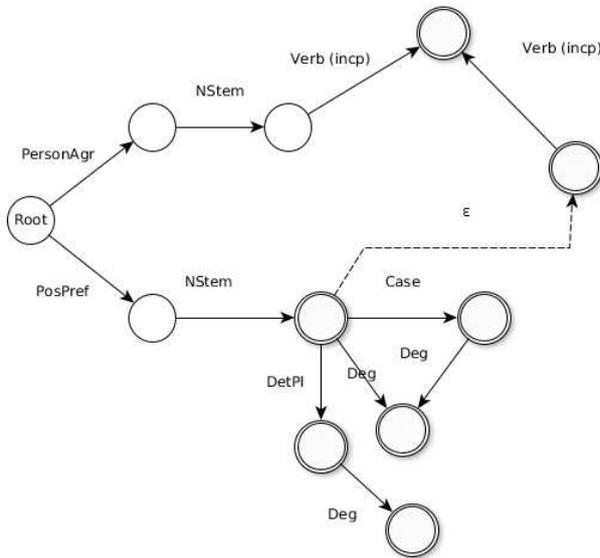 Verb (incp)
Verb (incp)
NStem
PersonAgr
Root
ε
PosPref
NStem
Case
Deg
Deg
DetPl
Deg